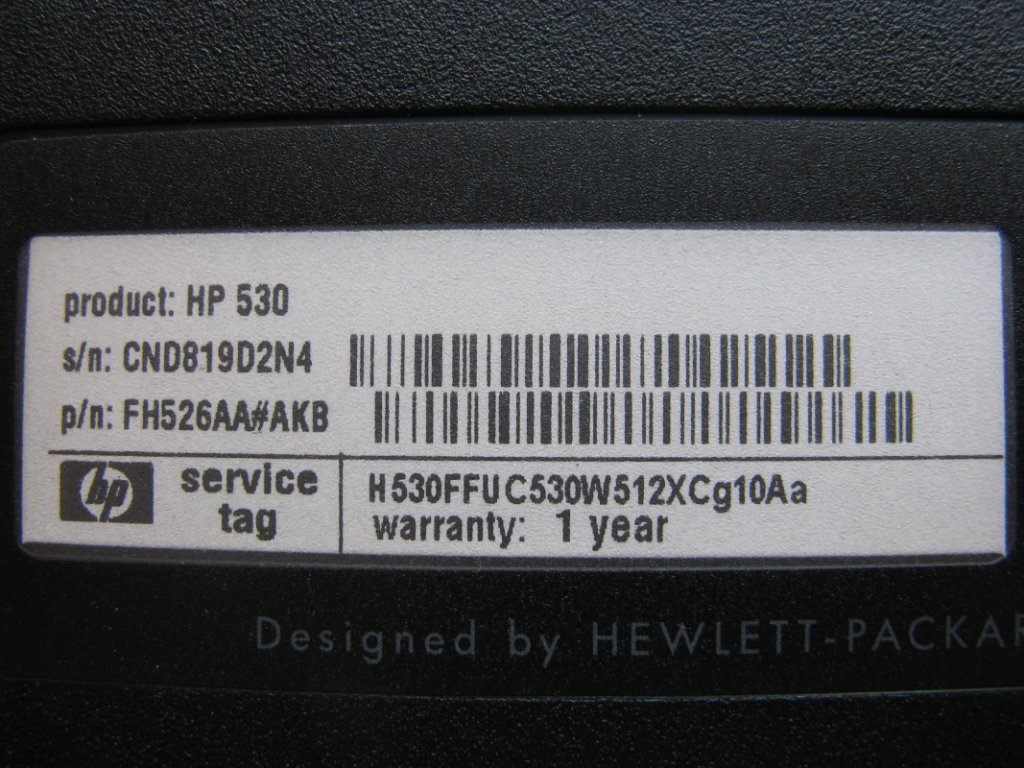 product: HP 530
s/n: CND819D2N4
p/n: FH526AA#AKB
hp
service
tag
H530FFUC530W512XCg10Aa
warranty: 1 year
Designed by HEWLETT-PACKAR